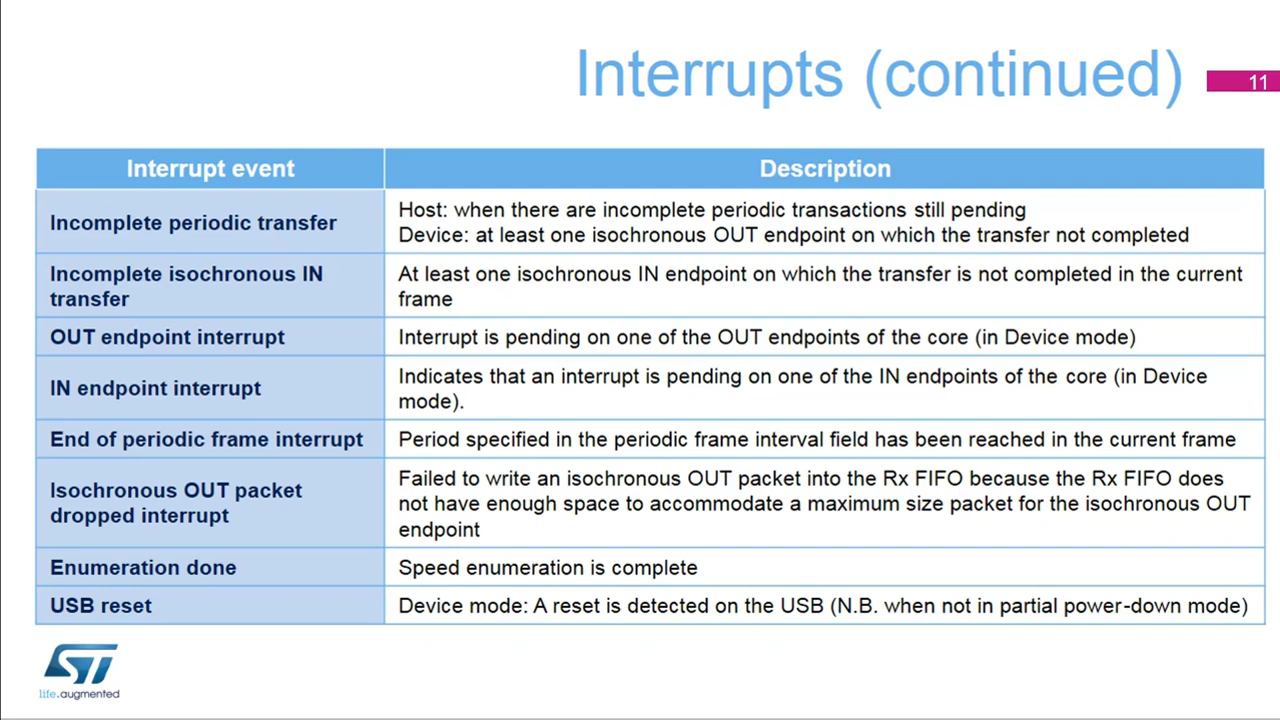 Interrupts (continued)
11
Interrupt event
Description
Incomplete periodic transfer
Host: when there are incomplete periodic transactions still pending
Device: at least one isochronous OUT endpoint on which the transfer not completed
Incomplete isochronous IN
transfer
At least one isochronous IN endpoint on which the transfer is not completed in the current
frame
OUT endpoint interrupt
Interrupt is pending on one of the OUT endpoints of the core (in Device mode)
IN endpoint interrupt
Indicates that an interrupt is pending on one of the IN endpoints of the core (in Device
mode).
End of periodic frame interrupt
Period specified in the periodic frame interval field has been reached in the current frame
Isochronous OUT packet
dropped interrupt
Failed to write an isochronous OUT packet into the Rx FIFO because the Rx FIFO does
not have enough space to accommodate a maximum size packet for the isochronous OUT
endpoint
Enumeration done
Speed enumeration is complete
USB reset
Device mode: A reset is detected on the USB (N.B. when not in partial power-down mode)
ST
life.augmented